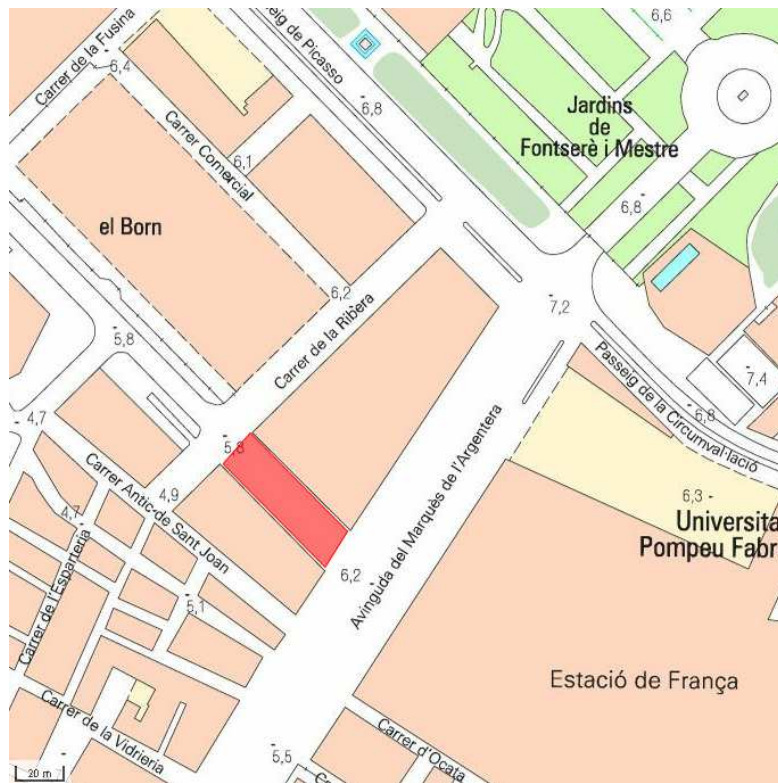 6,6
Carrer de la Fusina
6,4
Passeig de Picasso
6,8
Jardins
de
Fontserè i Mestre
Carrer Comercial
6,1
6,8
el Born
6,2
Carrer de la Ribera
7,2
5,8
Passeig de la Circumval·lació
7,4
6,8
4,7
5,8
Carrer Antic de Sant Joan
4,9
Avinguda del Marquès de l'Argentera
6,3
4,7
Universita
Pompeu Fabr
Carrer de l'Esparteria
6,2
5,1
Estació de França
Carrer de la Vidrieria
Carrer d'Ocata
5,5
20 m